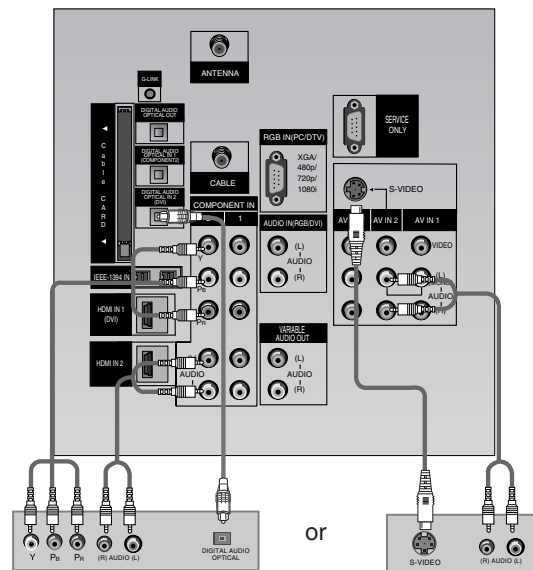 ANTENNA
G-LINK
DIGITAL AUDIO
OPTICAL OUT
DIGITAL AUDIO
OPTICAL IN 1
(COMPONENT2)
DIGITAL AUDIO
OPTICAL IN 2
(DVI)
Cable CARD
CABLE
RGB IN(PC/DTV)
XGA/
480p/
720p/
1080i
SERVICE
ONLY
S-VIDEO
COMPONENT IN
1
AUDIO IN(RGB/DVI)
(L)
AUDIO
(R)
AV
AV IN 2
AV IN 1
VIDEO
(L)
MONO
AUDIO
(R)
Y
PB
PR
IEEE-1394 IN
HDMI IN 1
(DVI)
HDMI IN 2
AUDIO
(R)
VARIABLE
AUDIO OUT
(L)
AUDIO
(R)
Y PB PR (R) AUDIO (L)
DIGITAL AUDIO
OPTICAL
or
S-VIDEO
(R) AUDIO (L)